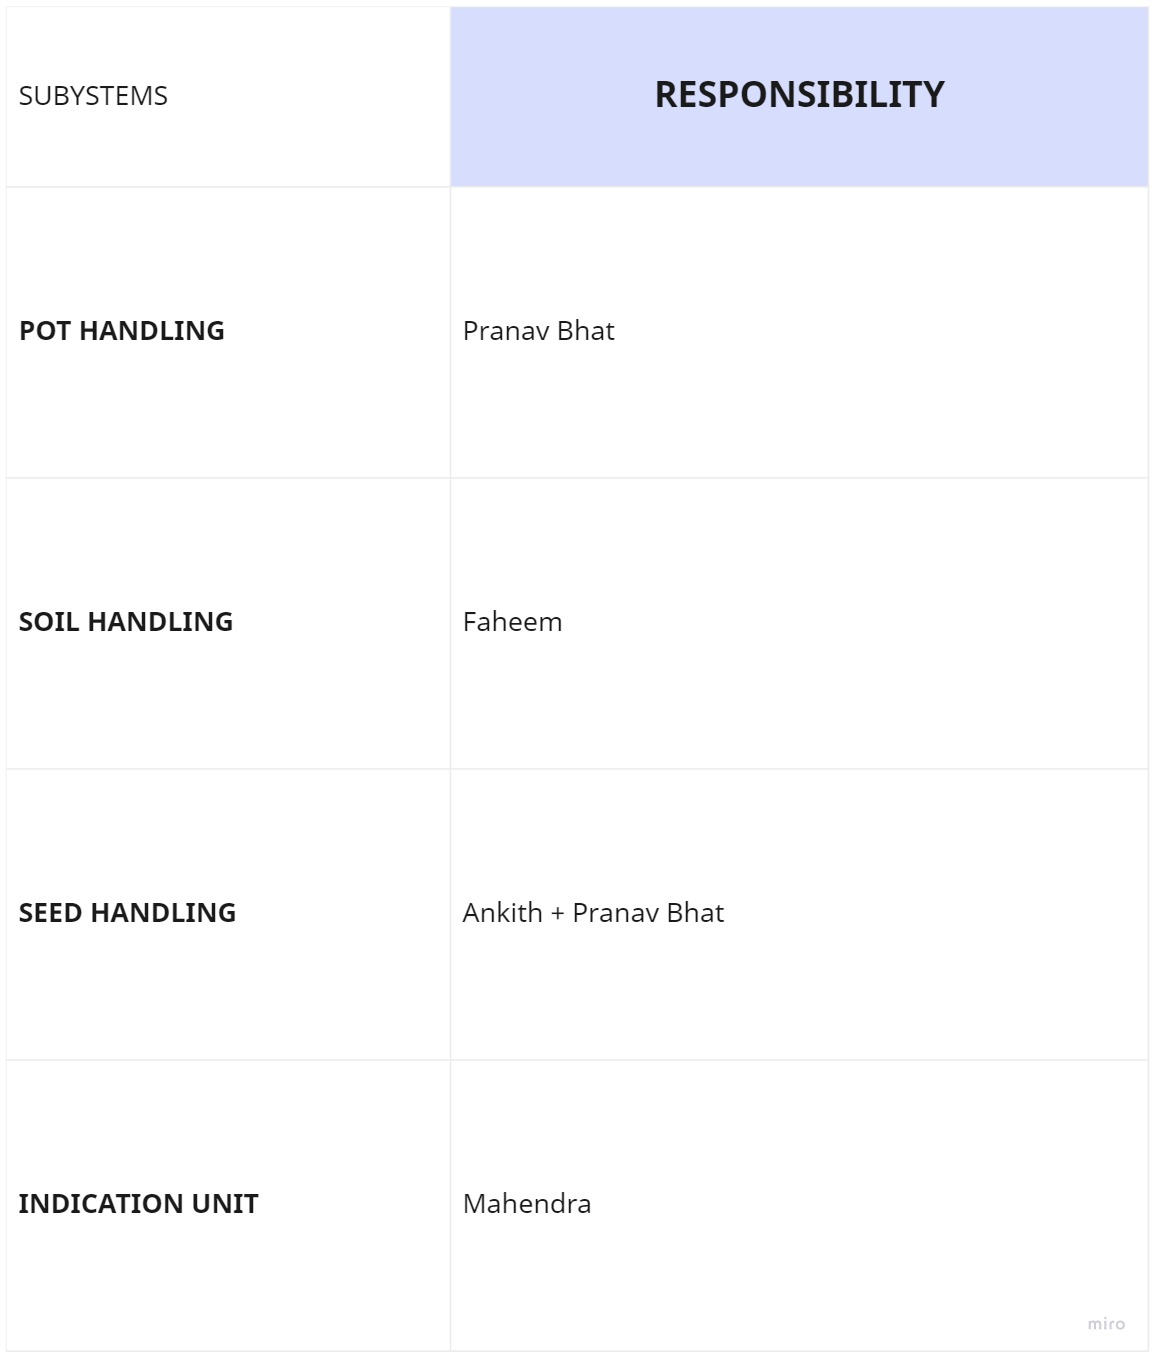 SUBYSTEMS
RESPONSIBILITY
POT HANDLING
Pranav Bhat
SOIL HANDLING
Faheem
SEED HANDLING
Ankith + Pranav Bhat
INDICATION UNIT
Mahendra
miro